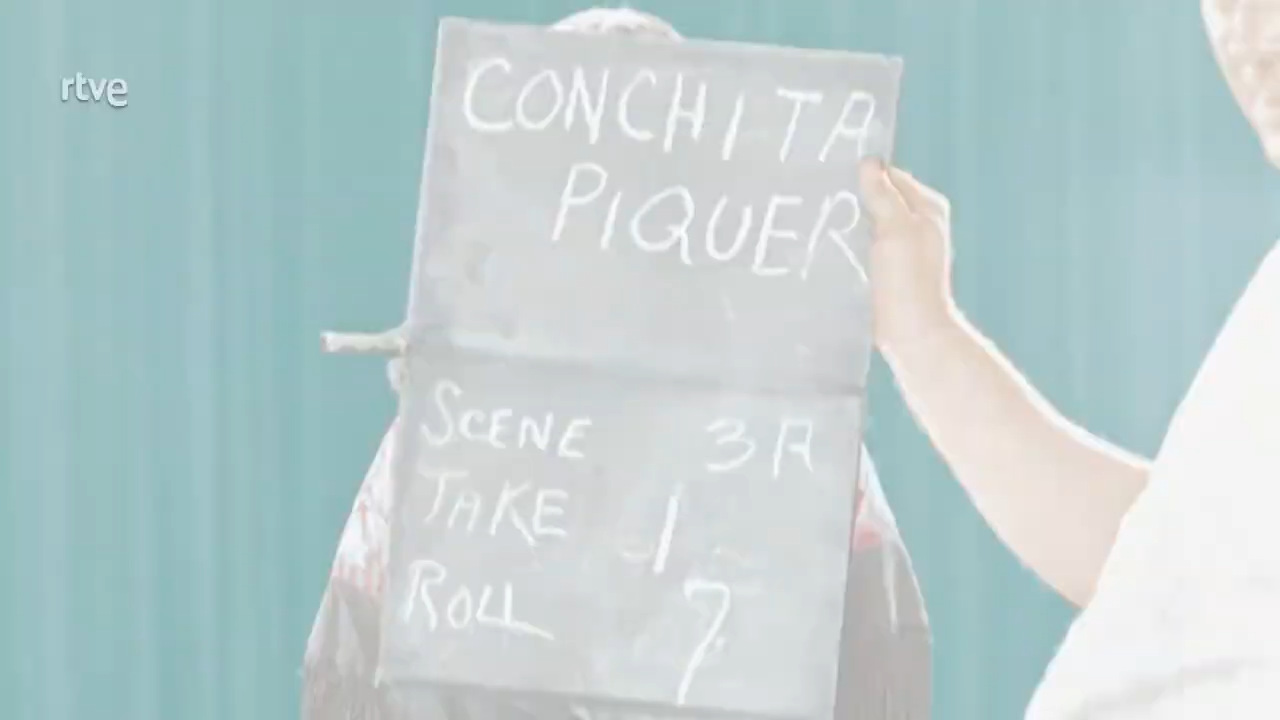 rtve
CONCHITA
PIQUER
SCENE 3A
TAKE 1
ROLL 7